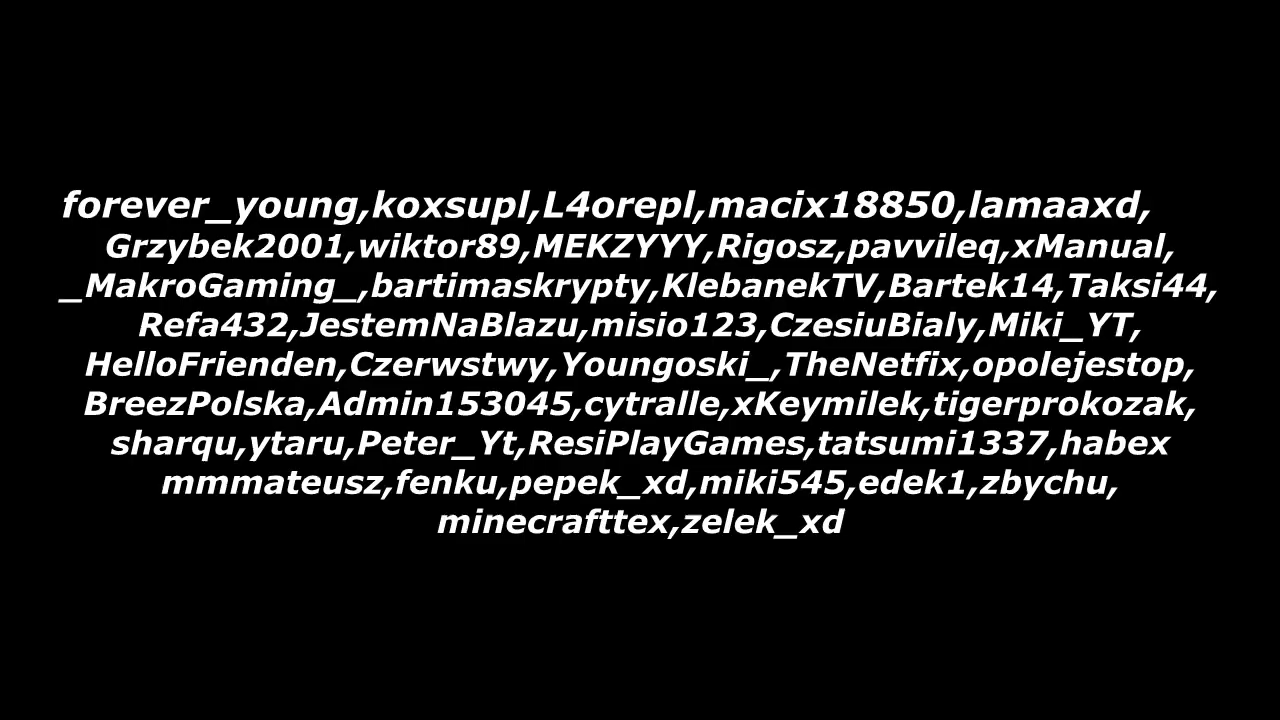 forever_young,koxsupl,L4orepl,macix18850,lamaaxd,
Grzybek2001,wiktor89,MEKZYYY,Rigosz,pavvileq,xManual,
_MakroGaming_,bartimaskrypty,KlebanekTV,Bartek14,Taksi44,
Refa432,JestemNaBlazu,misio123,CzesiuBialy,Miki_YT,
HelloFrienden,Czerwstwy,Youngoski_,TheNetfix,opolejestop,
BreezPolska,Admin153045,cytralle,xKeymilek,tigerprokozak,
sharqu,ytaru,Peter_Yt,ResiPlayGames,tatsumi1337,habex
mmmateusz,fenku,pepek_xd,miki545,edek1,zbychu,
minecrafttex,zelek_xd